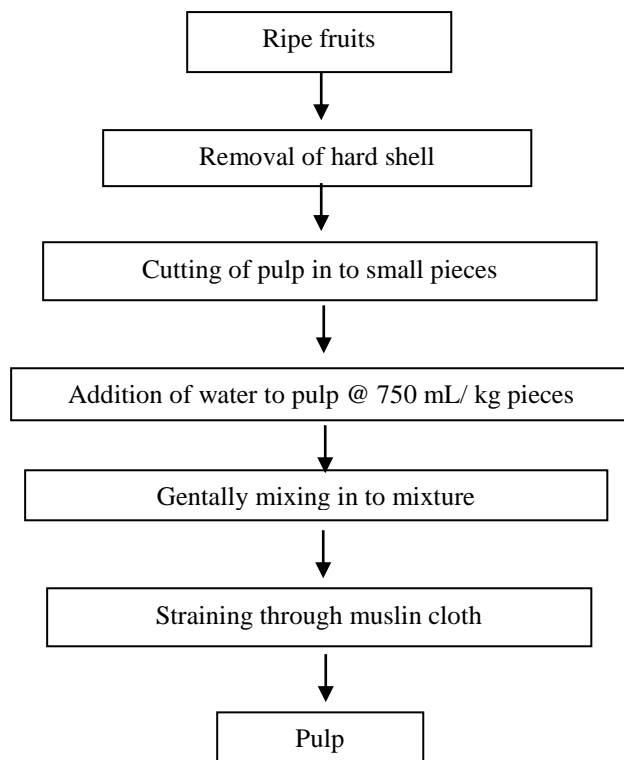 Ripe fruits
Removal of hard shell
Cutting of pulp in to small pieces
Addition of water to pulp @ 750 mL/ kg pieces
Gentally mixing in to mixture
Straining through muslin cloth
Pulp